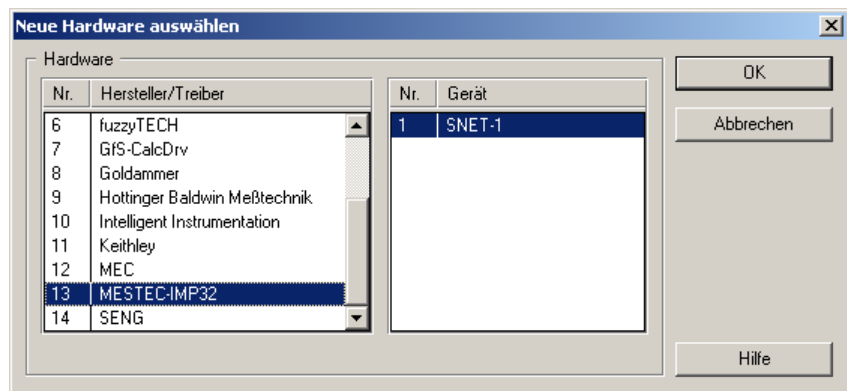 Neue Hardware auswählen
Hardware
Nr. Hersteller/Treiber
6 fuzzyTECH
7 GfS-CalcDrv
8 Goldammer
9 Hottinger Baldwin Meßtechnik
10 Intelligent Instrumentation
11 Keithley
12 MEC
13 MESTEC-IMP32
14 SENG
Nr. Gerät
1 SNET-1
OK
Abbrechen
Hilfe